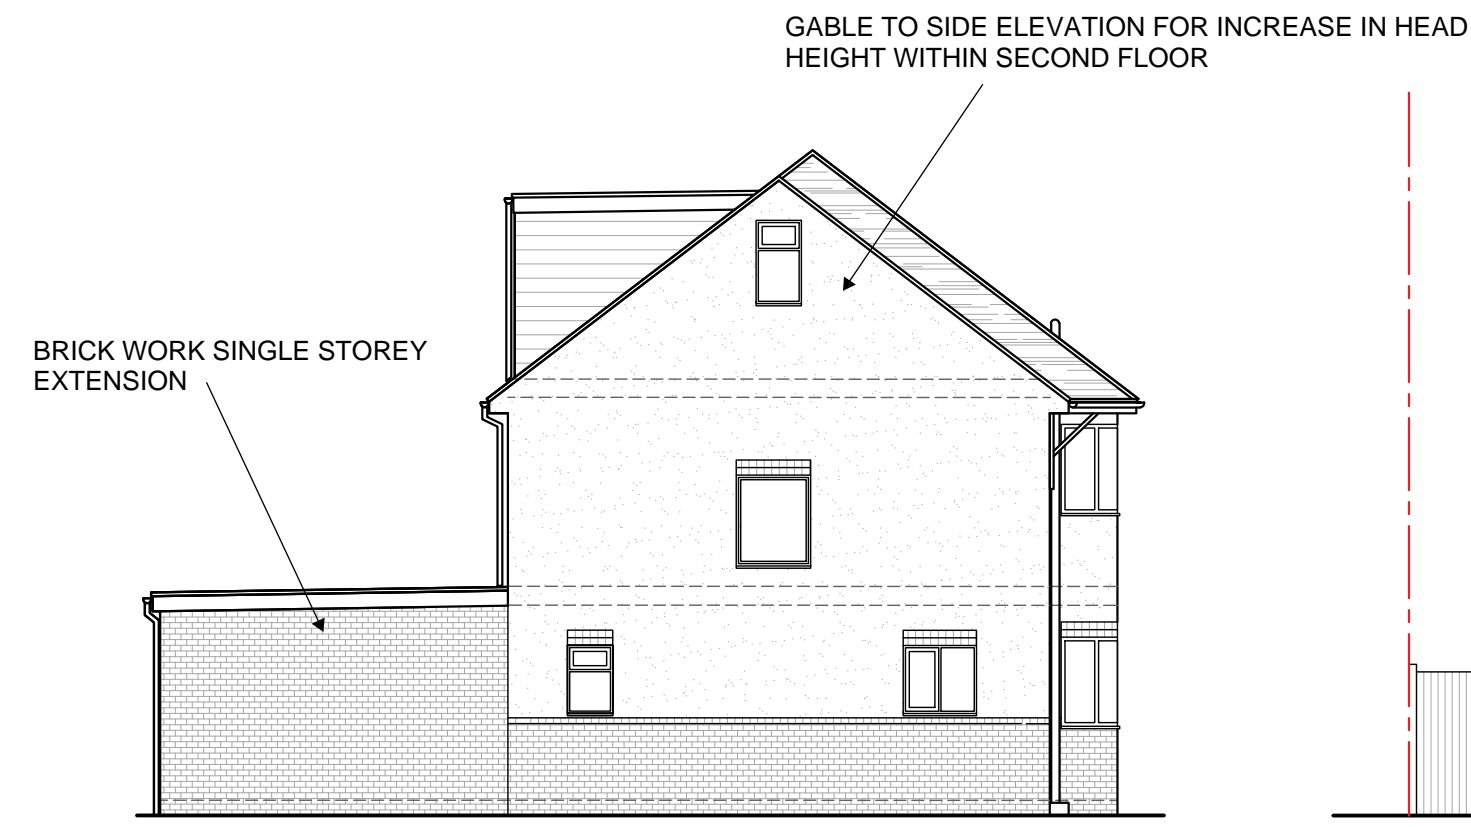 GABLE TO SIDE ELEVATION FOR INCREASE IN HEAD
HEIGHT WITHIN SECOND FLOOR
BRICK WORK SINGLE STOREY
EXTENSION